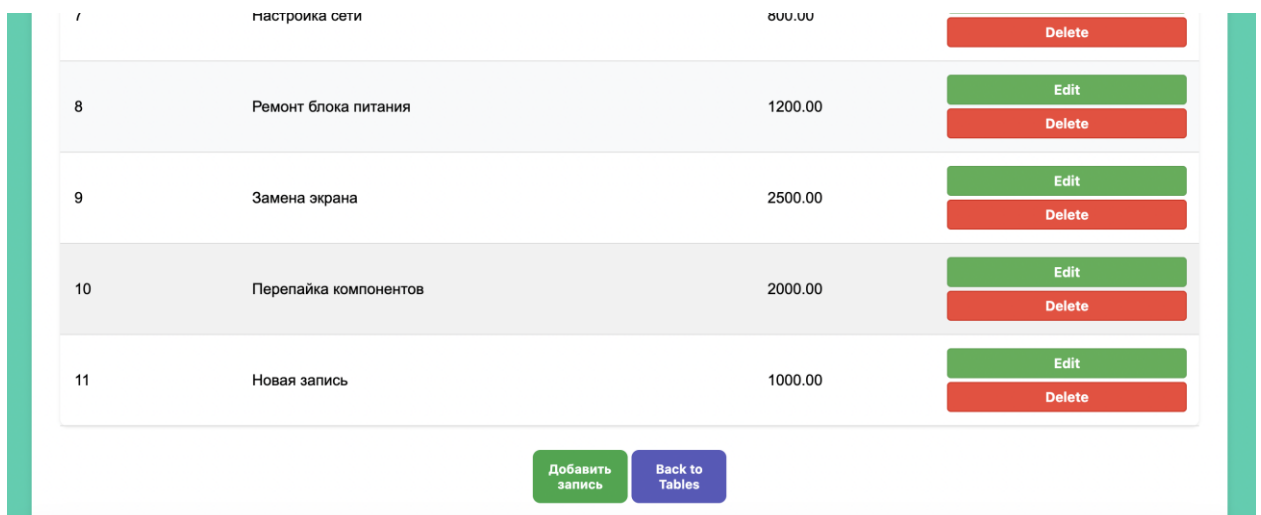 7 Настройка сети 800.00
Delete
Edit
8 Ремонт блока питания 1200.00
Delete
Edit
9 Замена экрана 2500.00
Delete
Edit
10 Перепайка компонентов 2000.00
Delete
Edit
11 Новая запись 1000.00
Delete
Добавить
запись
Back to
Tables